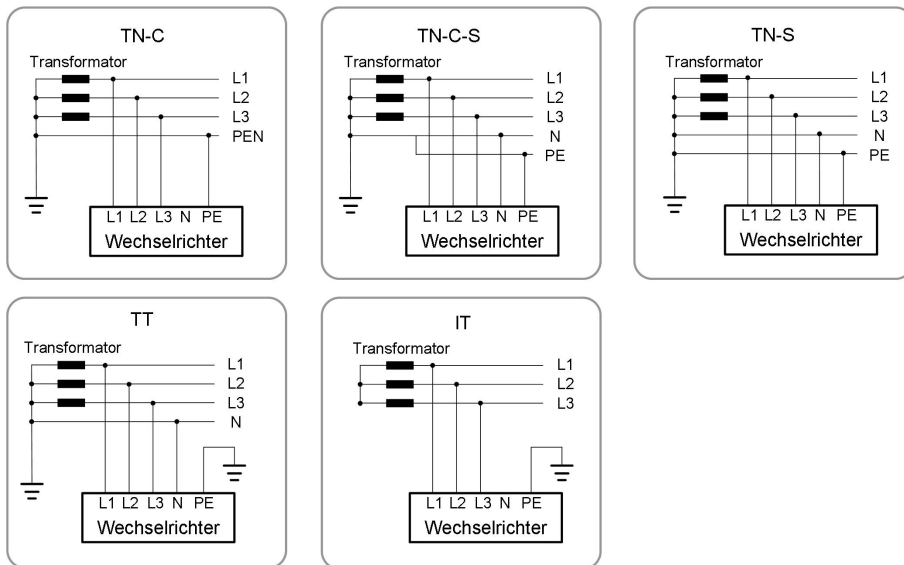 TN-C
Transformator
L1
L2
L3
PEN
L1 L2 L3 N PE
Wechselrichter
TN-C-S
Transformator
L1
L2
L3
N
PE
L1 L2 L3 N PE
Wechselrichter
TN-S
Transformator
L1
L2
L3
N
PE
L1 L2 L3 N PE
Wechselrichter
TT
Transformator
L1
L2
L3
N
L1 L2 L3 N PE
Wechselrichter
IT
Transformator
L1
L2
L3
L1 L2 L3 N PE
Wechselrichter